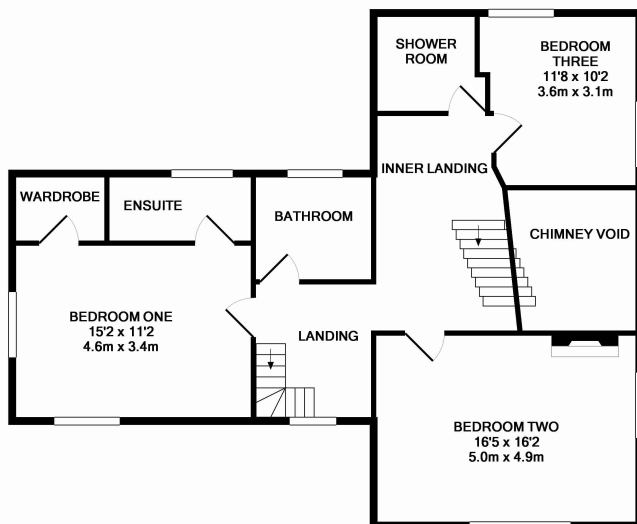 SHOWER
ROOM
BEDROOM
THREE
11'8 x 10'2
3.6m x 3.1m
INNER LANDING
WARDROBE
ENSUITE
BATHROOM
CHIMNEY VOID
BEDROOM ONE
15'2 x 11'2
4.6m x 3.4m
LANDING
BEDROOM TWO
16'5 x 16'2
5.0m x 4.9m